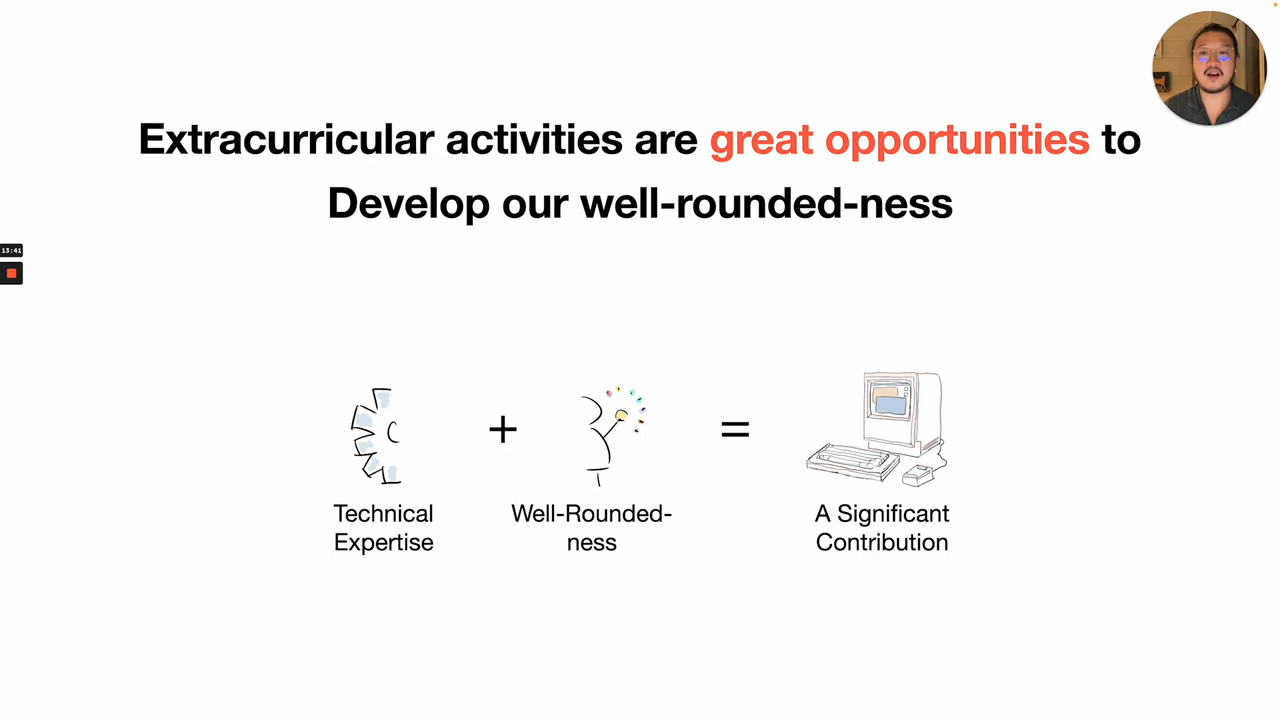 Extracurricular activities are great opportunities to
Develop our well-rounded-ness
13:41
+
=
Technical
Expertise
Well-Rounded-
ness
A Significant
Contribution